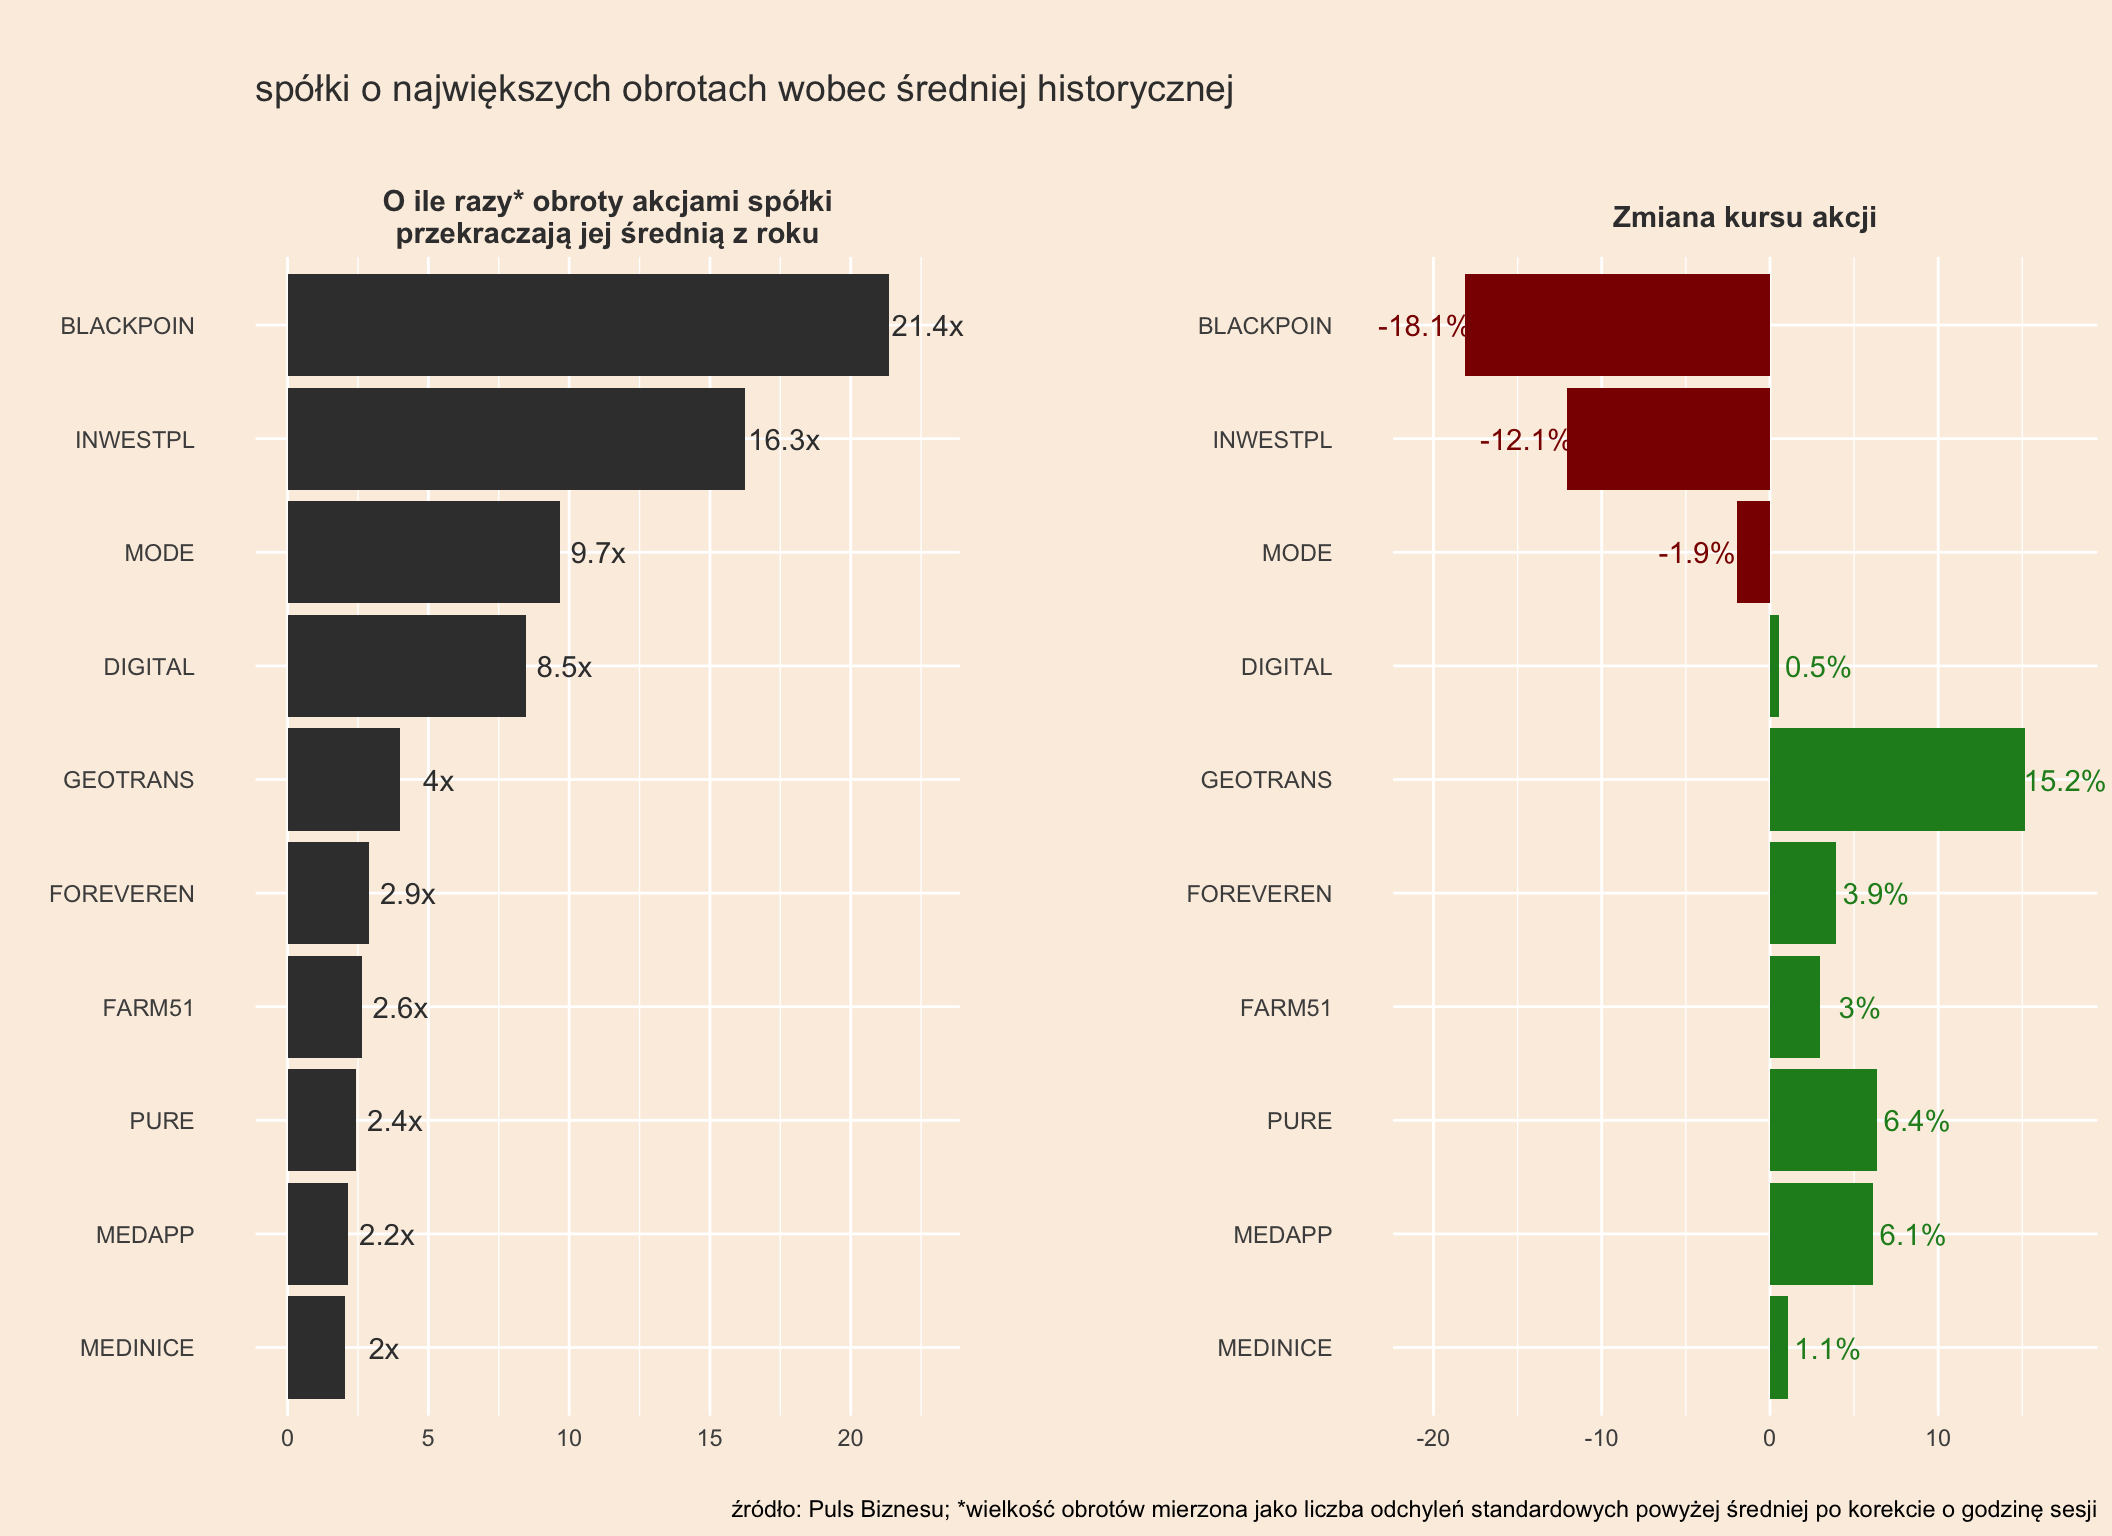 spółki o największych obrotach wobec średniej historycznej
O ile razy* obroty akcjami spółki
przekraczają jej średnią z roku
BLACKPOIN 21.4x
INWESTPL 16.3x
MODE 9.7x
DIGITAL 8.5x
GEOTRANS 4x
FOREVEREN 2.9x
FARM51 2.6x
PURE 2.4x
MEDAPP 2.2x
MEDINICE 2x
0 5 10 15 20
Zmiana kursu akcji
BLACKPOIN -18.1%
INWESTPL -12.1%
MODE -1.9%
DIGITAL 0.5%
GEOTRANS 15.2%
FOREVEREN 3.9%
FARM51 3%
PURE 6.4%
MEDAPP 6.1%
MEDINICE 1.1%
-20 -10 0 10
źródło: Puls Biznesu; *wielkość obrotów mierzona jako liczba odchyleń standardowych powyżej średniej po korekcie o godzinę sesji